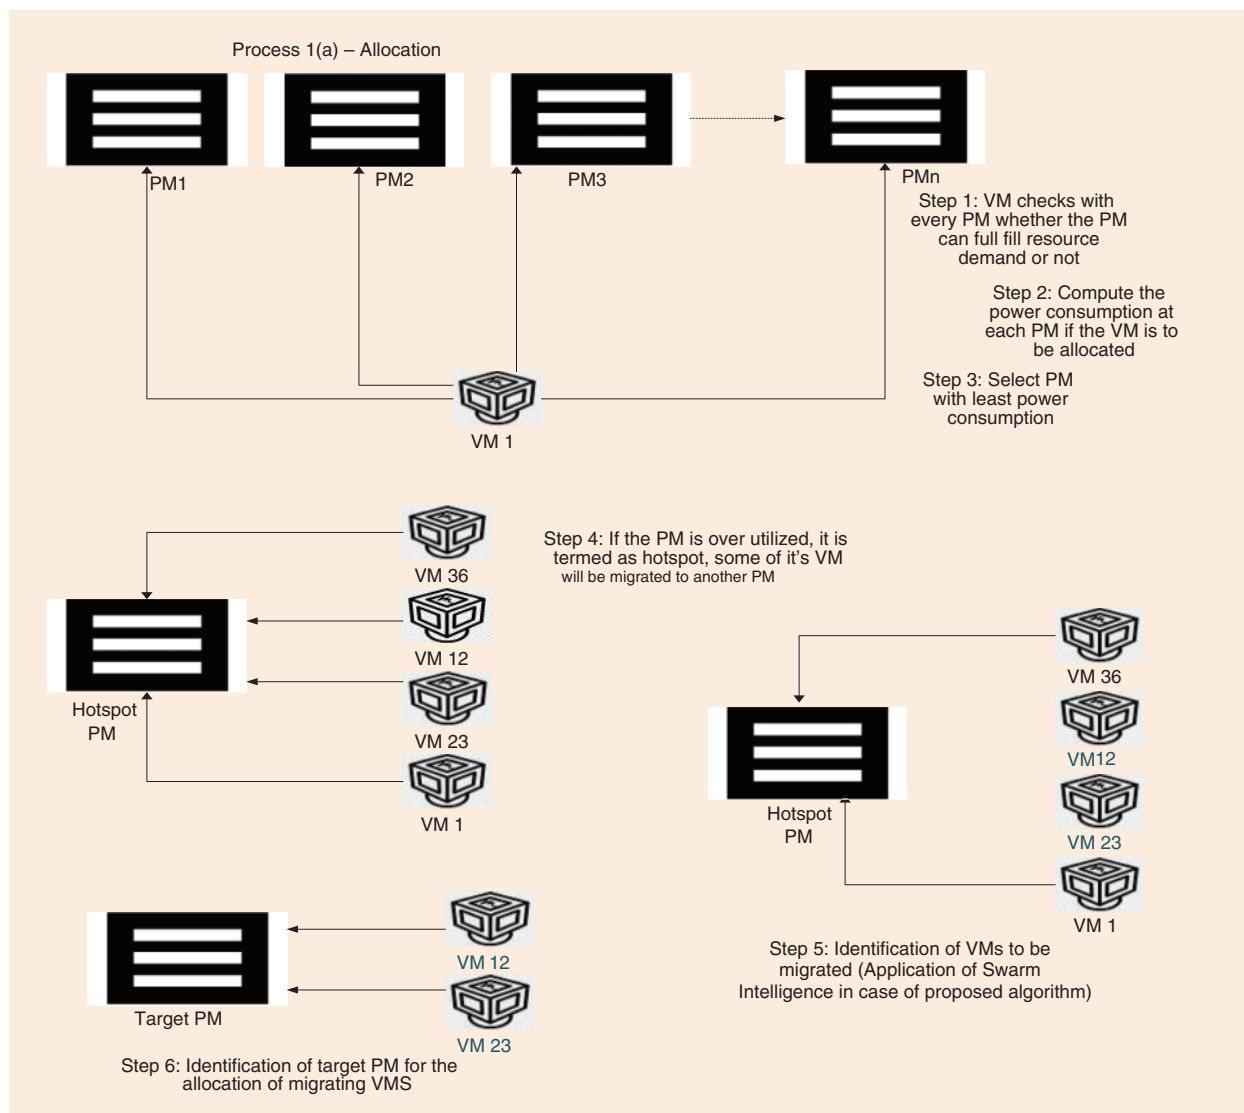 Process 1(a) – Allocation
PM1
PM2
PM3
PMn
Step 1: VM checks with
every PM whether the PM
can full fill resource
demand or not
Step 2: Compute the
power consumption at
each PM if the VM is to
be allocated
Step 3: Select PM
with least power
consumption
VM 1
Step 4: If the PM is over utilized, it is
termed as hotspot, some of it's VM
will be migrated to another PM
VM 36
VM 12
VM 23
VM 1
Hotspot
PM
VM 36
VM12
VM 23
VM 1
Hotspot
PM
Step 5: Identification of VMs to be
migrated (Application of Swarm
Intelligence in case of proposed algorithm)
VM 12
VM 23
Target PM
Step 6: Identification of target PM for the
allocation of migrating VMS